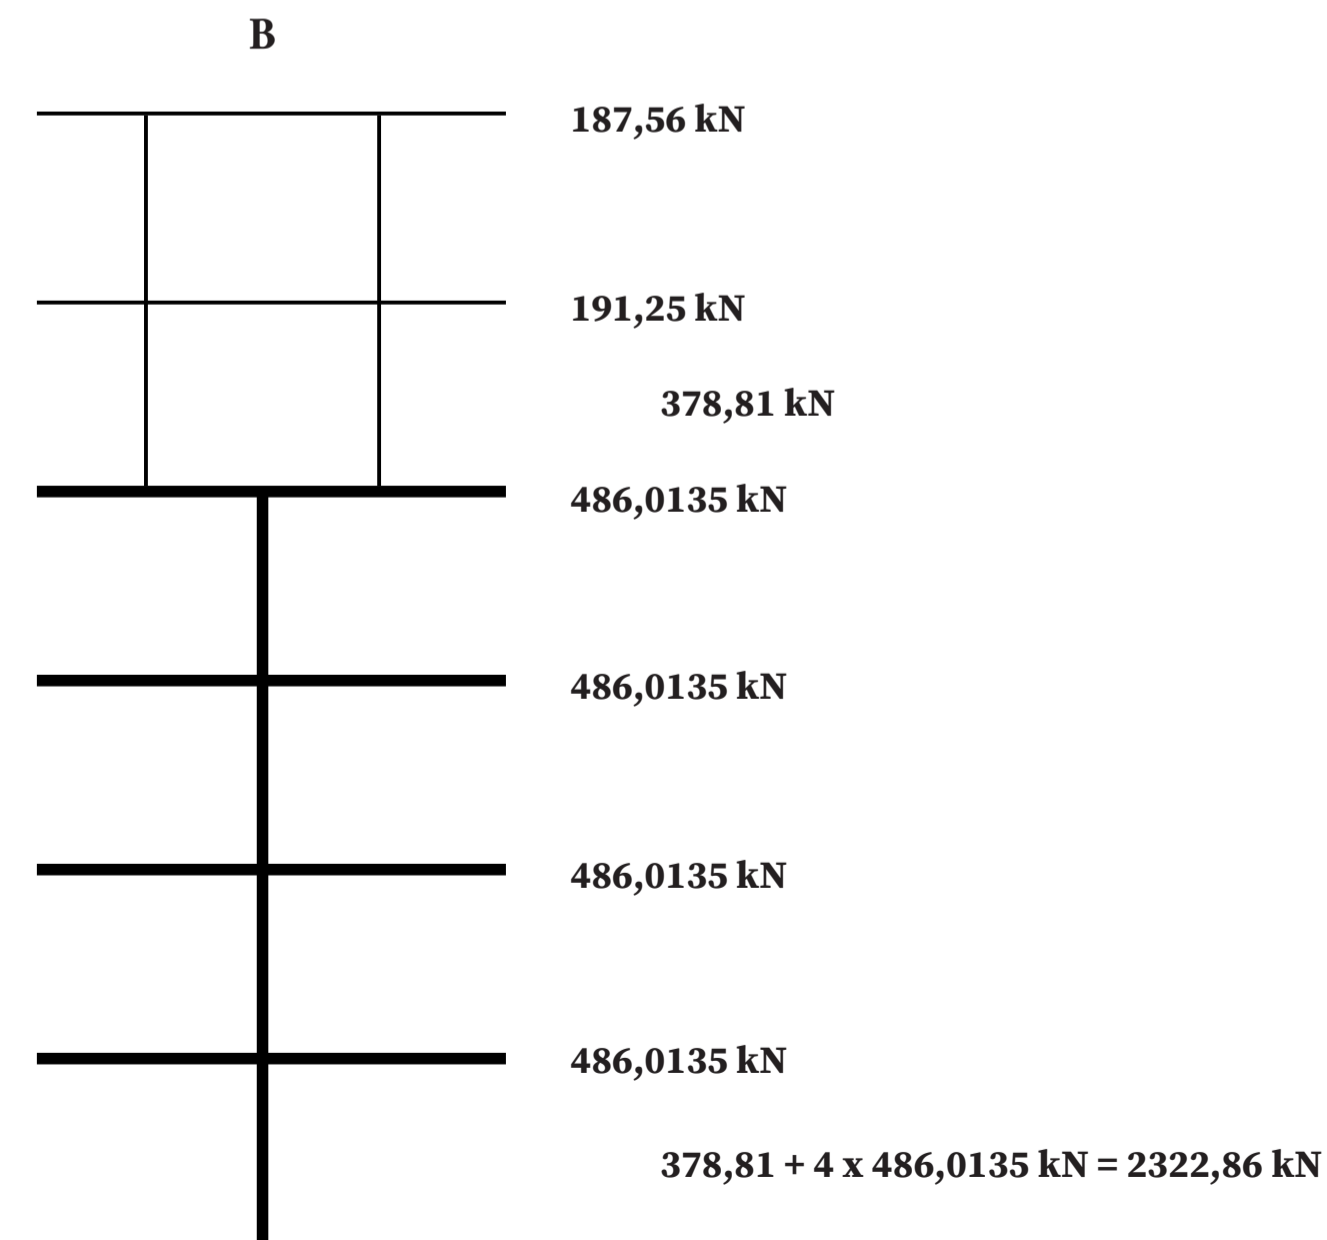 B
187,56 kN
191,25 kN
378,81 kN
486,0135 kN
486,0135 kN
486,0135 kN
486,0135 kN
378,81 + 4 x 486,0135 kN = 2322,86 kN